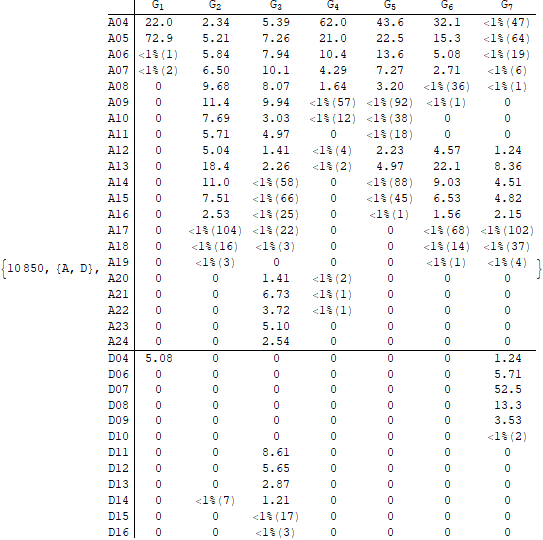 G1 G2 G3 G4 G5 G6 G7
A04 22.0 2.34 5.39 62.0 43.6 32.1 <1%(47)
A05 72.9 5.21 7.26 21.0 22.5 15.3 <1%(64)
A06 <1%(1) 5.84 7.94 10.4 13.6 5.08 <1%(19)
A07 <1%(2) 6.50 10.1 4.29 7.27 2.71 <1%(6)
A08 0 9.68 8.07 1.64 3.20 <1%(36) <1%(1)
A09 0 11.4 9.94 <1%(57) <1%(92) <1%(1) 0
A10 0 7.69 3.03 <1%(12) <1%(38) 0 0
A11 0 5.71 4.97 0 <1%(18) 0 0
A12 0 5.04 1.41 <1%(4) 2.23 4.57 1.24
A13 0 18.4 2.26 <1%(2) 4.97 22.1 8.36
A14 0 11.0 <1%(58) 0 <1%(88) 9.03 4.51
A15 0 7.51 <1%(66) 0 <1%(45) 6.53 4.82
A16 0 2.53 <1%(25) 0 <1%(1) 1.56 2.15
A17 0 <1%(104) <1%(22) 0 0 <1%(68) <1%(102)
A18 0 <1%(16) <1%(3) 0 0 <1%(14) <1%(37)
{10850, {A, D}, A19 0 <1%(3) 0 0 0 <1%(1) <1%(4) }
A20 0 0 1.41 <1%(2) 0 0 0
A21 0 0 6.73 <1%(1) 0 0 0
A22 0 0 3.72 <1%(1) 0 0 0
A23 0 0 5.10 0 0 0 0
A24 0 0 2.54 0 0 0 0
D04 5.08 0 0 0 0 0 1.24
D06 0 0 0 0 0 0 5.71
D07 0 0 0 0 0 0 52.5
D08 0 0 0 0 0 0 13.3
D09 0 0 0 0 0 0 3.53
D10 0 0 0 0 0 0 <1%(2)
D11 0 0 8.61 0 0 0 0
D12 0 0 5.65 0 0 0 0
D13 0 0 2.87 0 0 0 0
D14 0 <1%(7) 1.21 0 0 0 0
D15 0 0 <1%(17) 0 0 0 0
D16 0 0 <1%(3) 0 0 0 0